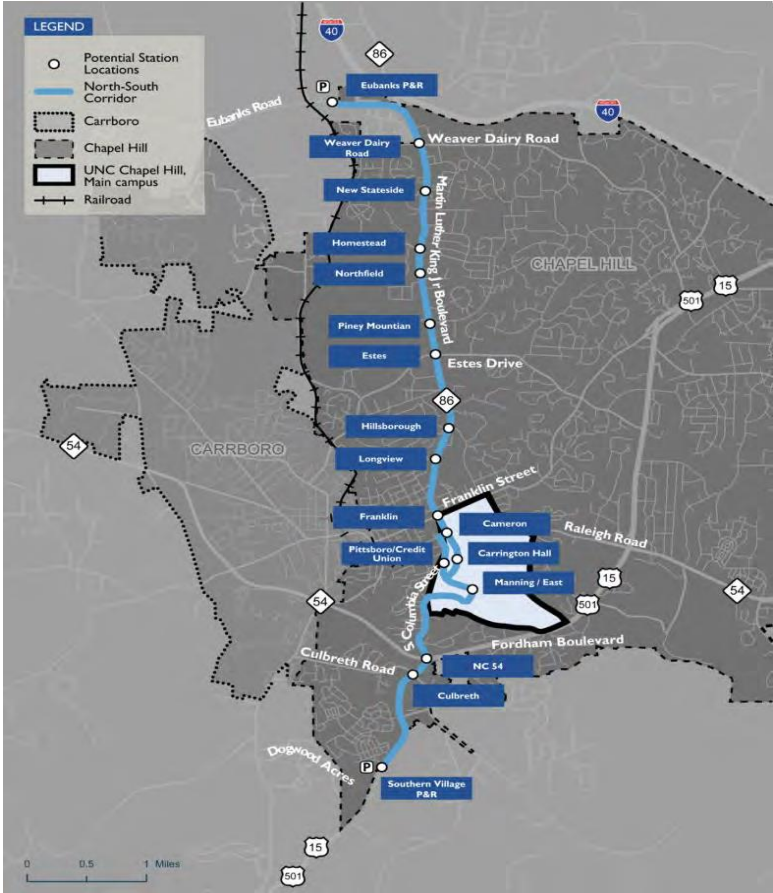 LEGEND
Potential Station
Locations
North-South
Corridor
Carrboro
Chapel Hill
UNC Chapel Hill,
Main campus
Railroad
40
86
P
Eubanks P&R
Eubanks Road
40
Weaver Dairy
Road
Weaver Dairy Road
New Stateside
Martin Luther King Jr Boulevard
Homestead
Northfield
CHAPEL HILL
15
501
Piney Mountian
Estes
Estes Drive
86
Hillsborough
54
CARRBORO
Longview
Franklin Street
Franklin
Cameron
Raleigh Road
Pittsboro/Credit
Union
Carrington Hall
Manning / East
15
501
54
54
S Columbia Street
Fordham Boulevard
Culbreth Road
NC 54
Culbreth
Dogwood Acres
P
Southern Village
P&R
15
501
0 0.5 1 Miles